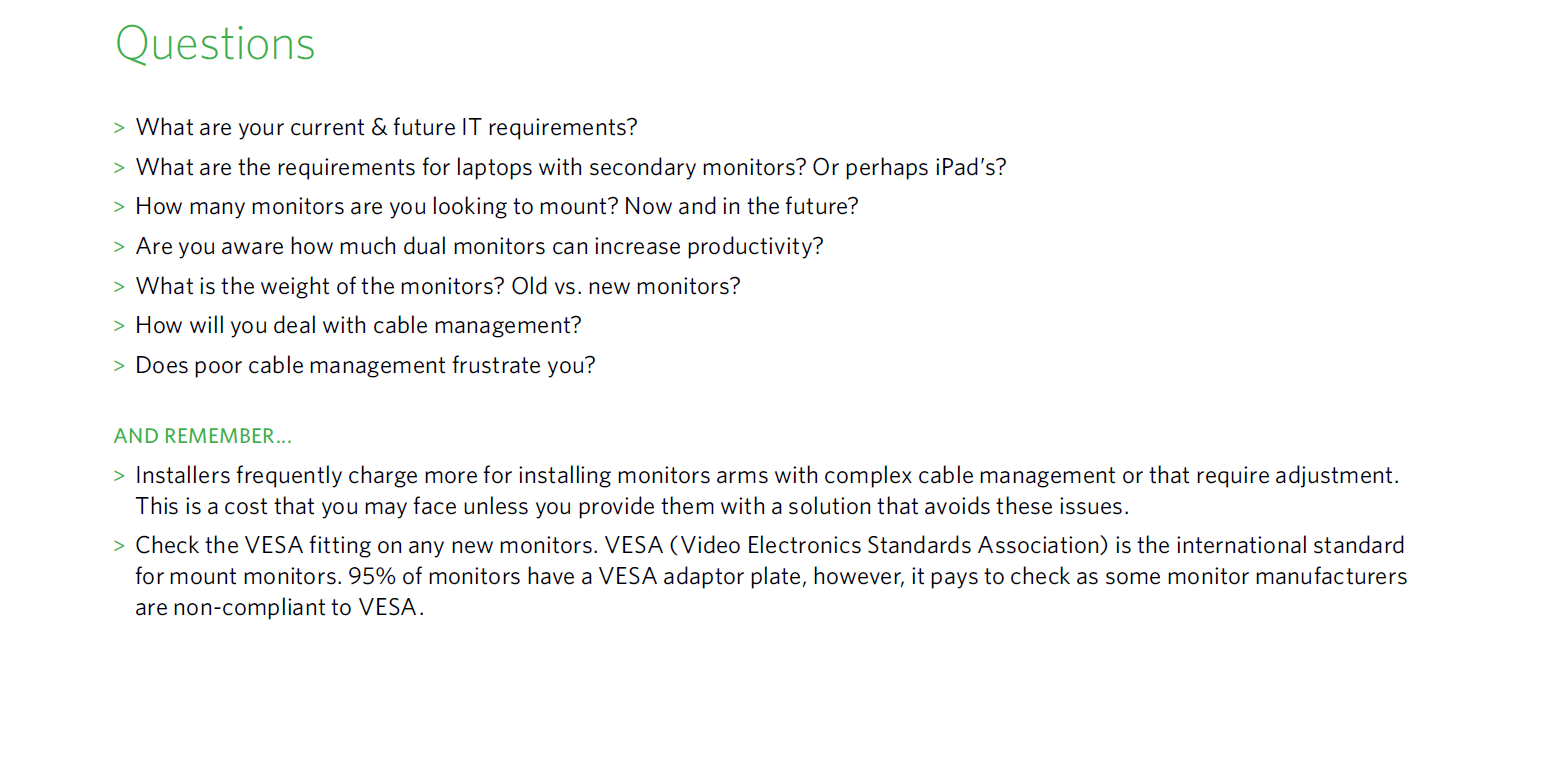 Questions
> What are your current & future IT requirements?
> What are the requirements for laptops with secondary monitors? Or perhaps iPad's?
> How many monitors are you looking to mount? Now and in the future?
> Are you aware how much dual monitors can increase productivity?
> What is the weight of the monitors? Old vs. new monitors?
> How will you deal with cable management?
> Does poor cable management frustrate you?
AND REMEMBER...
> Installers frequently charge more for installing monitors arms with complex cable management or that require adjustment.
This is a cost that you may face unless you provide them with a solution that avoids these issues.
> Check the VESA fitting on any new monitors. VESA (Video Electronics Standards Association) is the international standard
for mount monitors. 95% of monitors have a VESA adaptor plate, however, it pays to check as some monitor manufacturers
are non-compliant to VESA.